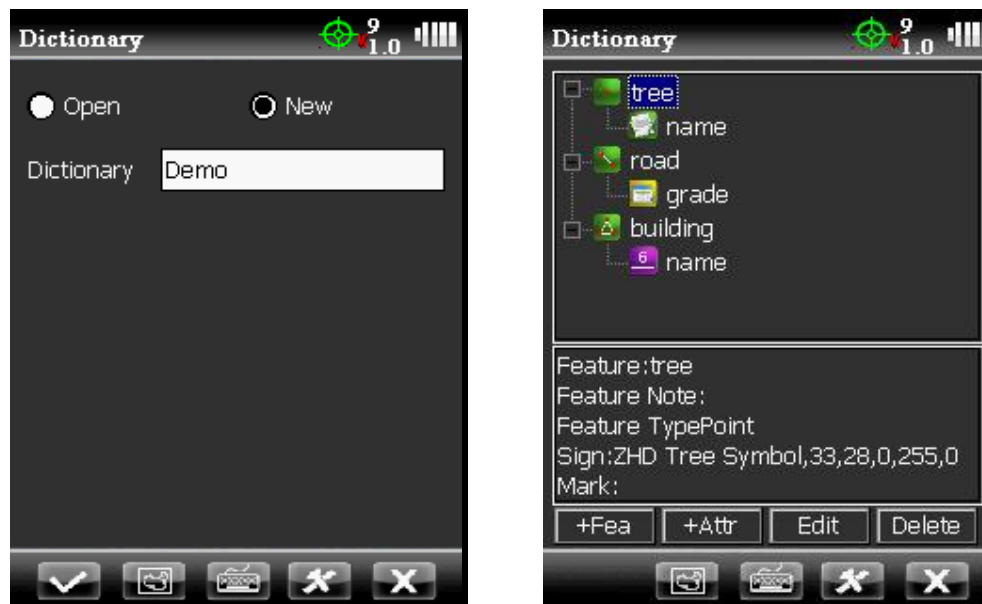 Dictionary
9
1.0
Open
New
Dictionary
Demo
Dictionary
9
1.0
tree
name
road
grade
building
6
name
Feature:tree
Feature Note:
Feature TypePoint
Sign:ZHD Tree Symbol,33,28,0,255,0
Mark:
+Fea
+Attr
Edit
Delete